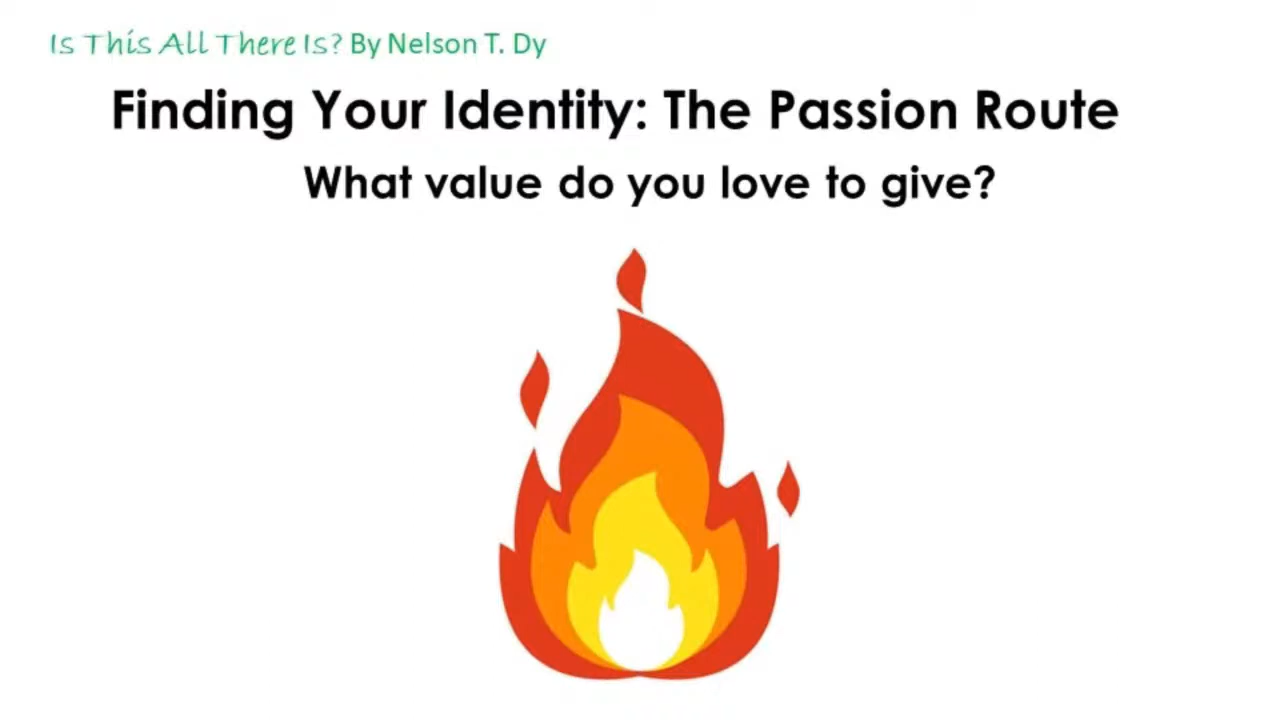 Is This All There Is? By Nelson T. Dy
Finding Your Identity: The Passion Route
What value do you love to give?